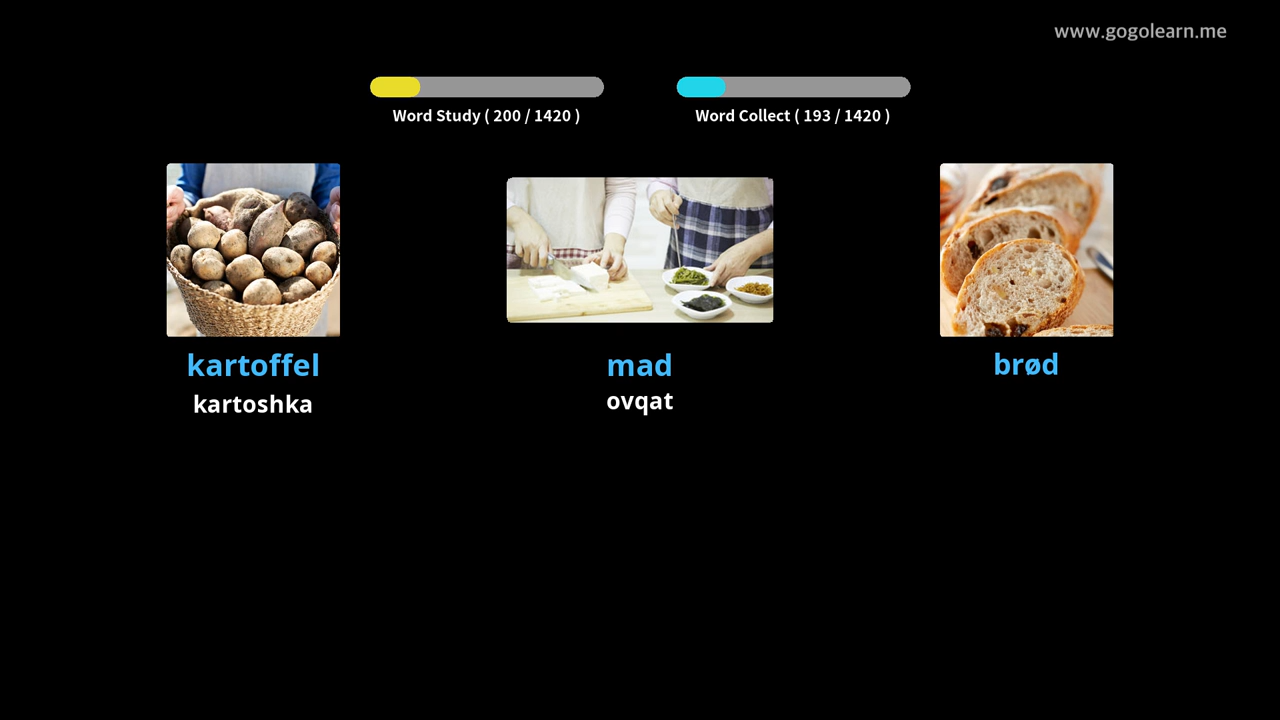 www.gogolearn.me
Word Study ( 200 / 1420 )
Word Collect ( 193 / 1420 )
kartoffel
kartoshka
mad
ovqat
brød